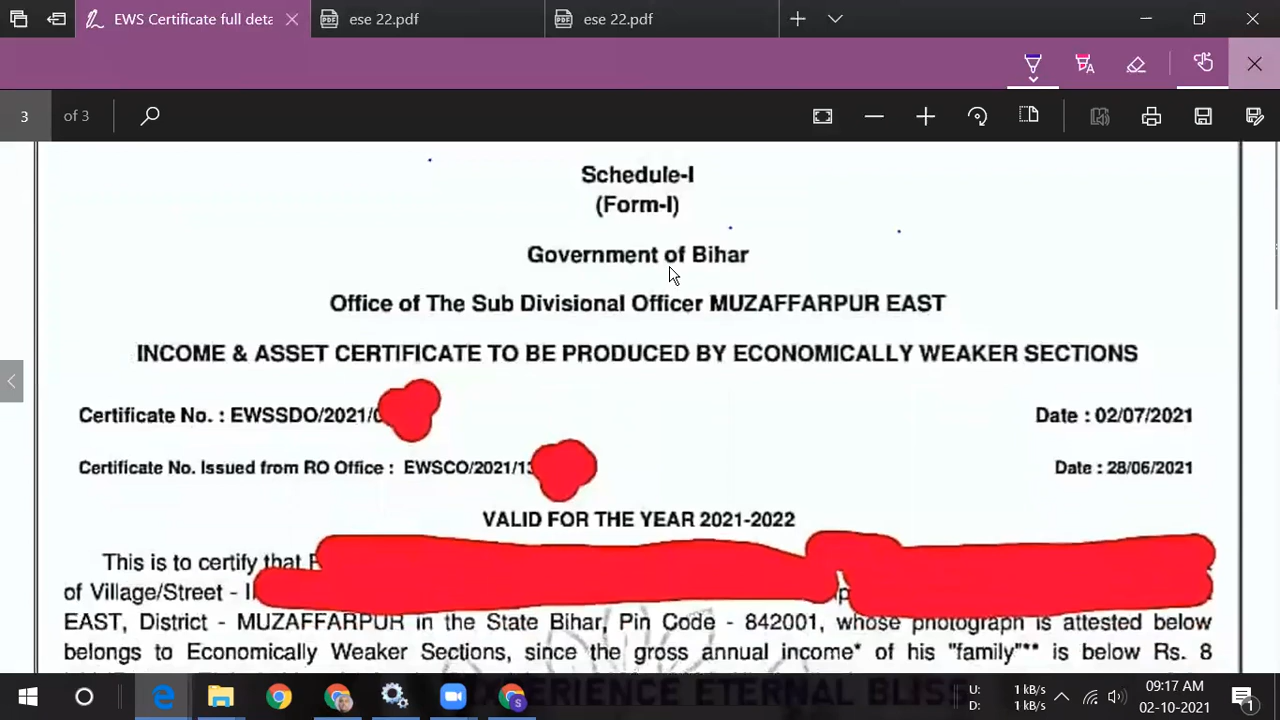 EWS Certificate full deta
ese 22.pdf
ese 22.pdf
3 of 3
Schedule-I
(Form-I)
Government of Bihar
Office of The Sub Divisional Officer MUZAFFARPUR EAST
INCOME & ASSET CERTIFICATE TO BE PRODUCED BY ECONOMICALLY WEAKER SECTIONS
Certificate No. : EWSSDO/2021/ Date : 02/07/2021
Certificate No. Issued from RO Office : EWSCO/2021/13 Date : 28/06/2021
VALID FOR THE YEAR 2021-2022
This is to certify that
of Village/Street -
EAST, District - MUZAFFARPUR in the State Bihar, Pin Code - 842001, whose photograph is attested below
belongs to Economically Weaker Sections, since the gross annual income* of his "family"** is below Rs. 8
EXPERIENCE ETERNAL BLIS
U: 1 kB/s
D: 1 kB/s
09:17 AM
02-10-2021
1